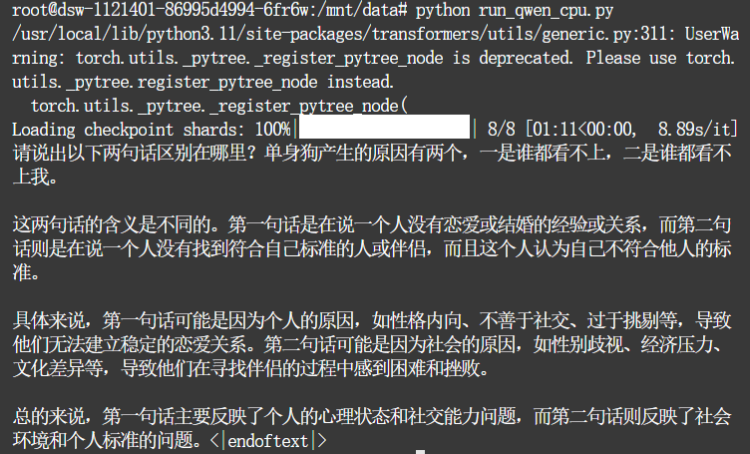 root@dsw-1121401-86995d4994-6fr6w:/mnt/data# python run_qwen_cpu.py
/usr/local/lib/python3.11/site-packages/transformers/utils/generic.py:311: UserWa
rning: torch.utils._pytree._register_pytree_node is deprecated. Please use torch.
utils._pytree.register_pytree_node instead.
  torch.utils._pytree._register_pytree_node(
Loading checkpoint shards: 100%|██████████| 8/8 [01:11<00:00,  8.89s/it]
请说出以下两句话区别在哪里？单身狗产生的原因有两个，一是谁都看不上，二是谁都看不
上我。
这两句话的含义是不同的。第一句话是在说一个人没有恋爱或结婚的经验或关系，而第二句
话则是在说一个人没有找到符合自己标准的人或伴侣，而且这个人认为自己不符合他人的标
准。
具体来说，第一句话可能是因为个人的原因，如性格内向、不善于社交、过于挑剔等，导致
他们无法建立稳定的恋爱关系。第二句话可能是因为社会的原因，如性别歧视、经济压力、
文化差异等，导致他们在寻找伴侣的过程中感到困难和挫败。
总的来说，第一句话主要反映了个人的心理状态和社交能力问题，而第二句话则反映了社会
环境和个人标准的问题。<|endoftext|>